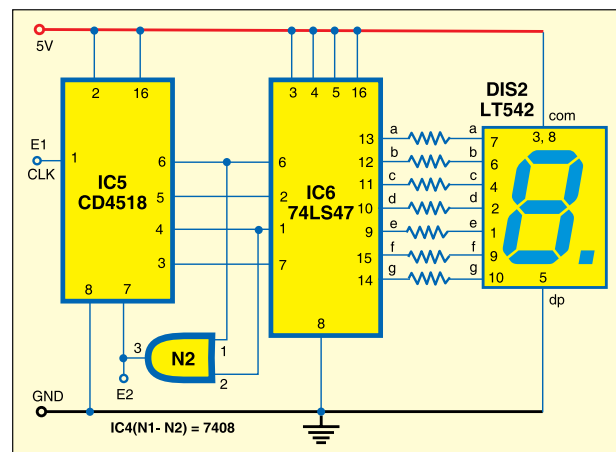 5V
2 16
3 4 5 16
DIS2
LT542
com
3, 8
E1
CLK
1
IC5
CD4518
6
5
4
3
8 7
6
2
1
7
IC6
74LS47
8
13 a a 7
12 b b 6
11 c c 4
10 d d 2
9 e e 1
15 f f 9
14 g g 10
5
dp
3
N2
1
2
E2
GND
IC4(N1- N2) = 7408